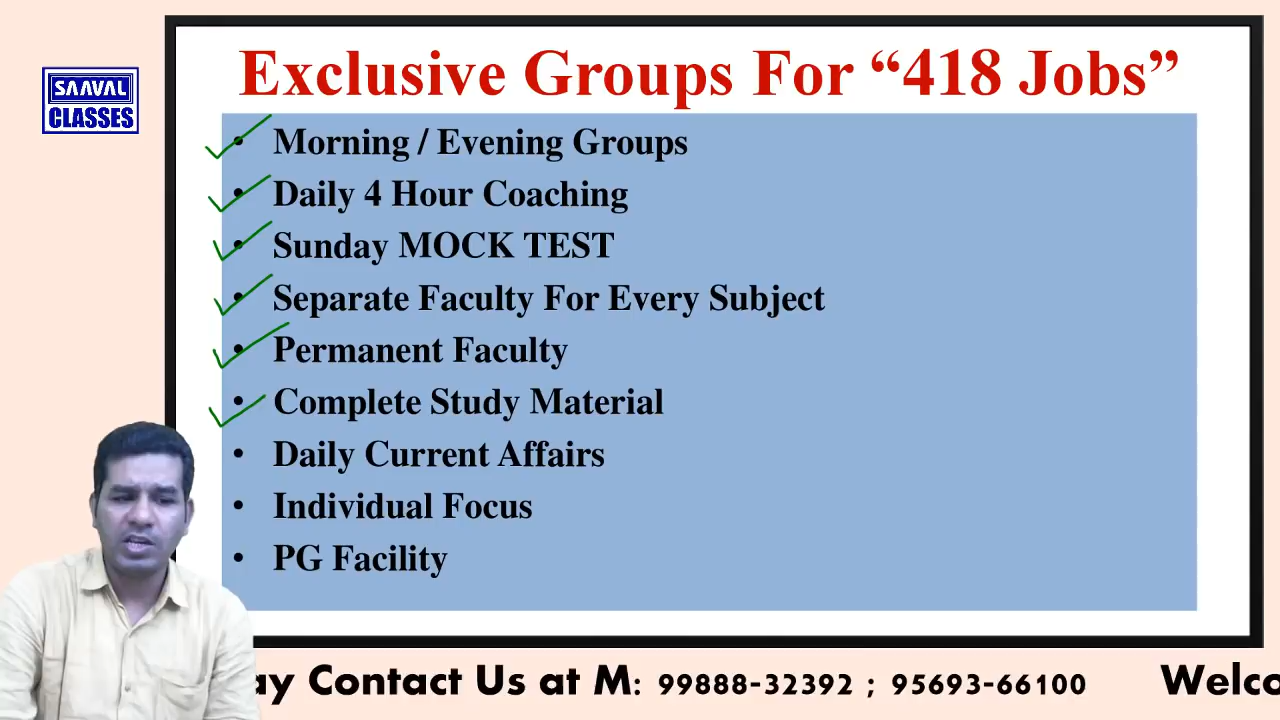 SAAVAL
CLASSES
Exclusive Groups For “418 Jobs”
• Morning / Evening Groups
• Daily 4 Hour Coaching
• Sunday MOCK TEST
• Separate Faculty For Every Subject
• Permanent Faculty
• Complete Study Material
• Daily Current Affairs
• Individual Focus
• PG Facility
ay Contact Us at M: 99888-32392 ; 95693-66100 Welco